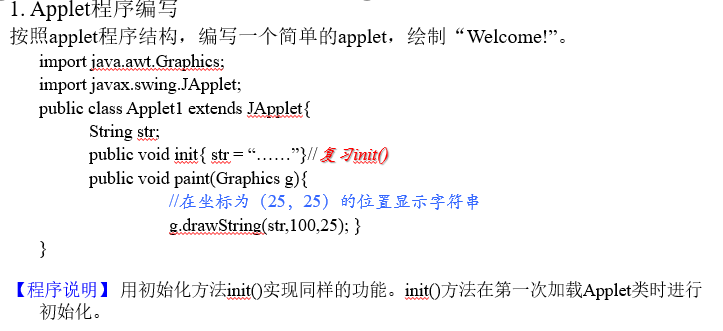 1. Applet程序编写
按照applet程序结构，编写一个简单的applet，绘制“Welcome!”。
import java.awt.Graphics;
import javax.swing.JApplet;
public class Applet1 extends JApplet{
String str;
public void init{ str = “……”}//复习init()
public void paint(Graphics g){
//在坐标为（25，25）的位置显示字符串
g.drawString(str,100,25); }
}
【程序说明】 用初始化方法init()实现同样的功能。init()方法在第一次加载Applet类时进行
初始化。